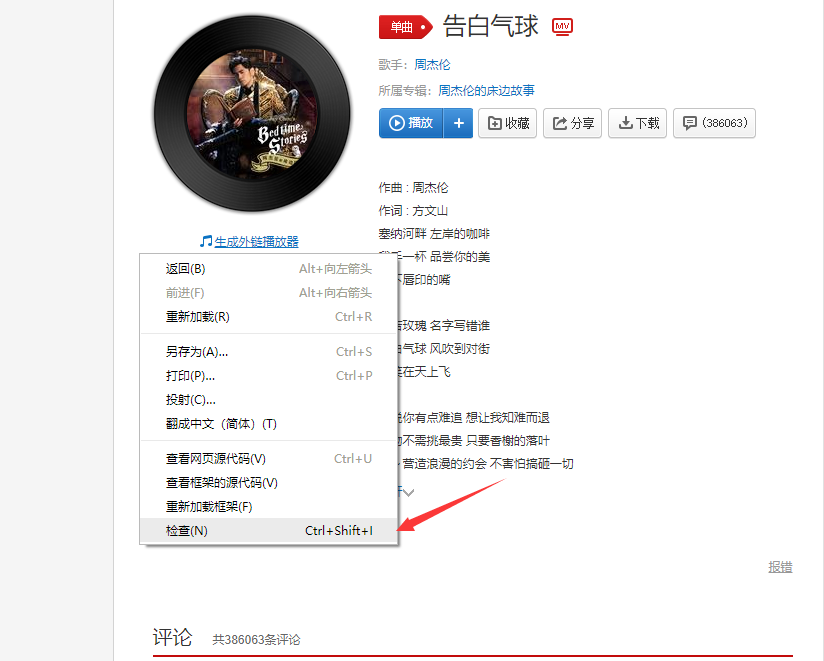 单曲
告白气球
MV
歌手：周杰伦
所属专辑：周杰伦的床边故事
播放
+
收藏
分享
下载
(386063)
Bedtime
Stories
作曲 : 周杰伦
作词 : 方文山
塞纳河畔 左岸的咖啡
手一杯 品尝你的美
唇印的嘴
玫瑰 名字写错谁
气球 风吹到对街
在天上飞
你有点难追 想让我知难而退
不需挑最贵 只要香榭的落叶
营造浪漫的约会 不害怕搞砸一切
生成外链播放器
返回(B) Alt+向左箭头
前进(F) Alt+向右箭头
重新加载(R) Ctrl+R
另存为(A)... Ctrl+S
打印(P)... Ctrl+P
投射(C)...
翻成中文（简体）(T)
查看网页源代码(V) Ctrl+U
查看框架的源代码(V)
重新加载框架(F)
检查(N) Ctrl+Shift+I
报错
评论 共386063条评论